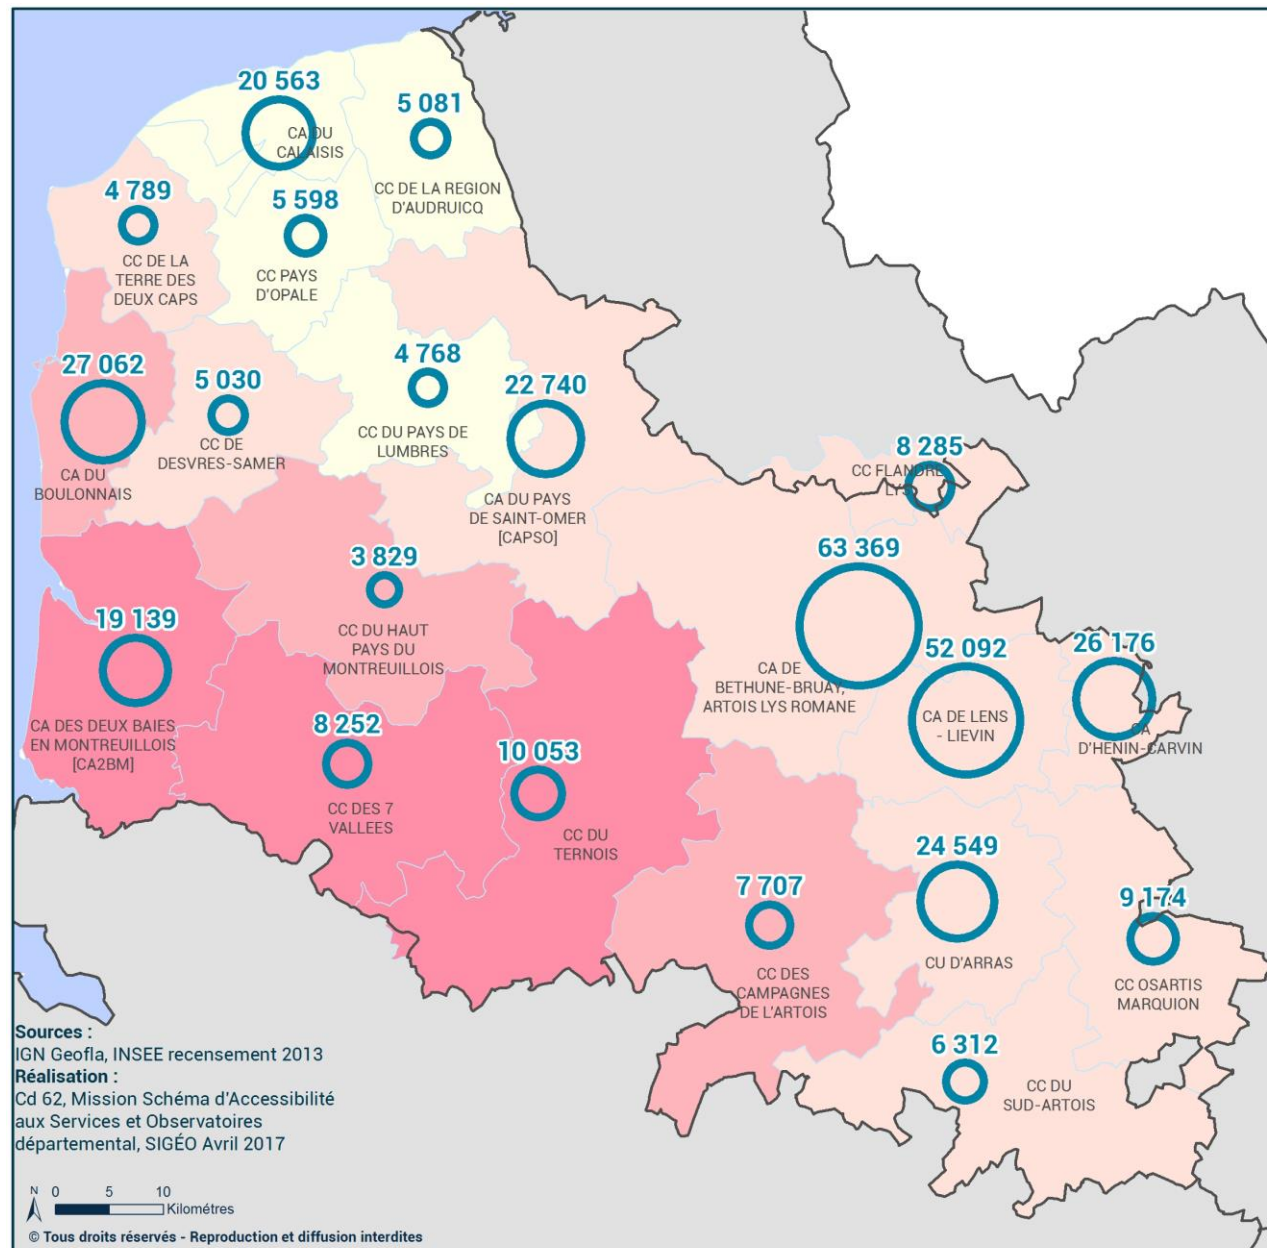 20 563
CA DU
CALAISIS
5 081
CC DE LA REGION
D'AUDRUICQ
4 789
CC DE LA
TERRE DES
DEUX CAPS
5 598
CC PAYS
D'OPALE
27 062
CA DU
BOULONNAIS
5 030
CC DE
DESVRES-SAMER
4 768
CC DU PAYS DE
LUMBRES
22 740
CA DU PAYS
DE SAINT-OMER
[CAPSO]
8 285
CC FLANDRE
LYS
3 829
CC DU HAUT
PAYS DU
MONTREUILLOIS
63 369
CA DE
BETHUNE-BRUAY,
ARTOIS LYS ROMANE
19 139
CA DES DEUX BAIES
EN MONTREUILLOIS
[CA2BM]
52 092
CA DE LENS
- LIEVIN
26 176
CA
D'HENIN-CARVIN
8 252
CC DES 7
VALLEES
10 053
CC DU
TERNOIS
7 707
CC DES
CAMPAGNES
DE L'ARTOIS
24 549
CU D'ARRAS
9 174
CC OSARTIS
MARQUION
6 312
CC DU
SUD-ARTOIS
Sources :
IGN Geofla, INSEE recensement 2013
Réalisation :
Cd 62, Mission Schéma d'Accessibilité
aux Services et Observatoires
départemental, SIGÉO Avril 2017
N
0 5 10
Kilométres
© Tous droits réservés - Reproduction et diffusion interdites